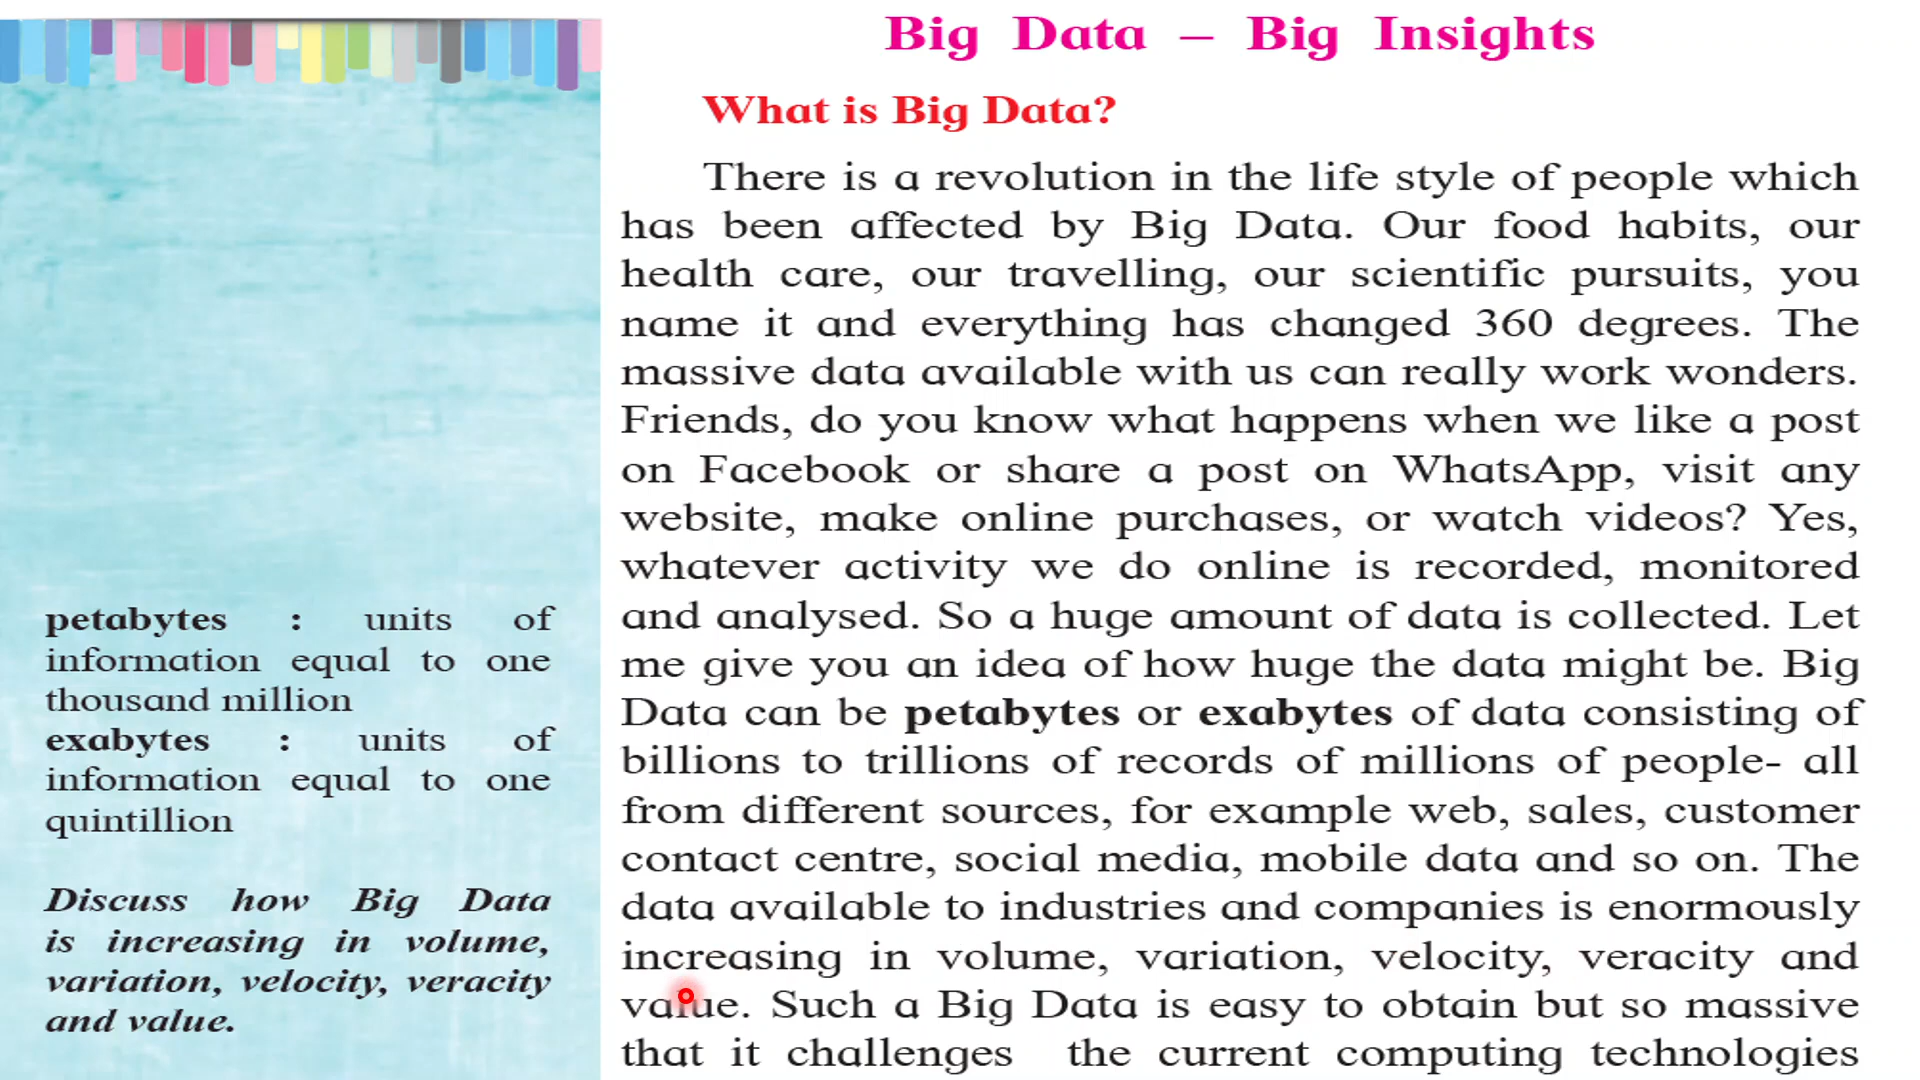 Big Data – Big Insights
What is Big Data?
There is a revolution in the life style of people which
has been affected by Big Data. Our food habits, our
health care, our travelling, our scientific pursuits, you
name it and everything has changed 360 degrees. The
massive data available with us can really work wonders.
Friends, do you know what happens when we like a post
on Facebook or share a post on WhatsApp, visit any
website, make online purchases, or watch videos? Yes,
whatever activity we do online is recorded, monitored
and analysed. So a huge amount of data is collected. Let
me give you an idea of how huge the data might be. Big
Data can be petabytes or exabytes of data consisting of
billions to trillions of records of millions of people- all
from different sources, for example web, sales, customer
contact centre, social media, mobile data and so on. The
data available to industries and companies is enormously
increasing in volume, variation, velocity, veracity and
value. Such a Big Data is easy to obtain but so massive
that it challenges the current computing technologies
petabytes : units of
information equal to one
thousand million
exabytes : units of
information equal to one
quintillion
Discuss how Big Data
is increasing in volume,
variation, velocity, veracity
and value.